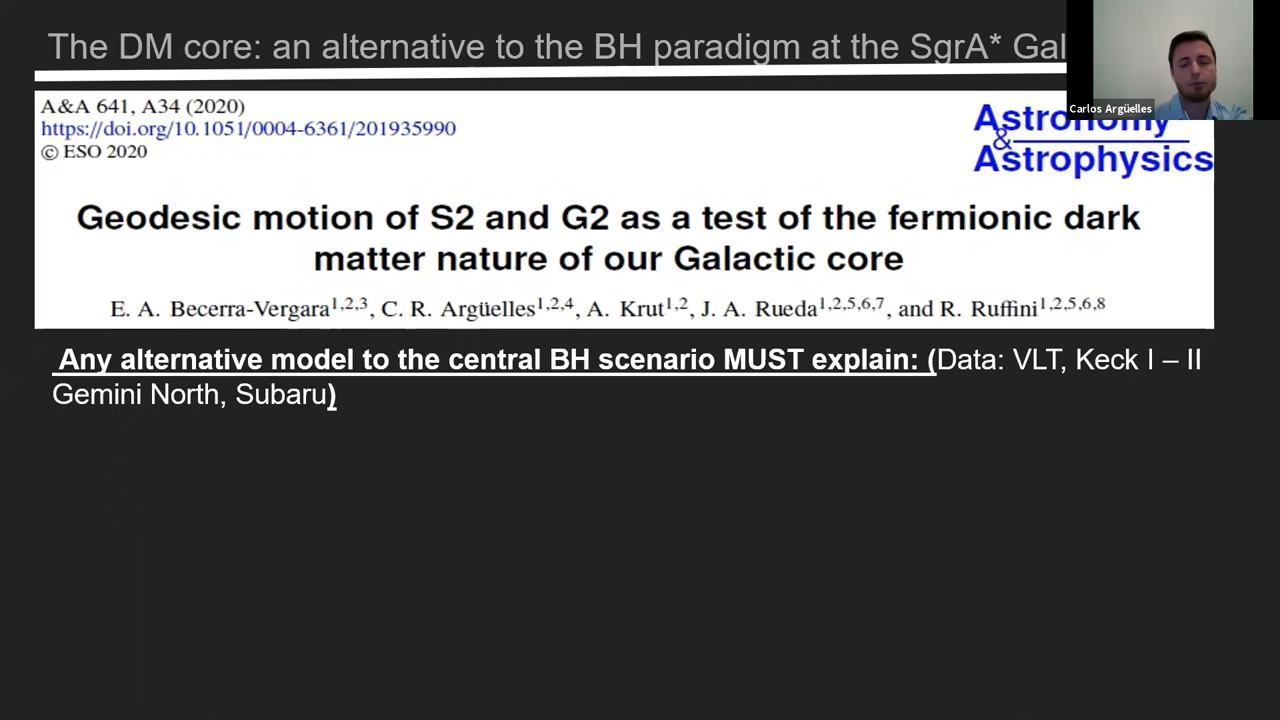 The DM core: an alternative to the BH paradigm at the SgrA* Gal
Carlos Argüelles
A&A 641, A34 (2020)
https://doi.org/10.1051/0004-6361/201935990
© ESO 2020
Astronomy
&
Astrophysics
Geodesic motion of S2 and G2 as a test of the fermionic dark
matter nature of our Galactic core
E. A. Becerra-Vergara1,2,3, C. R. Argüelles1,2,4, A. Krut1,2, J. A. Rueda1,2,5,6,7, and R. Ruffini1,2,5,6,8
Any alternative model to the central BH scenario MUST explain: (Data: VLT, Keck I – II
Gemini North, Subaru)